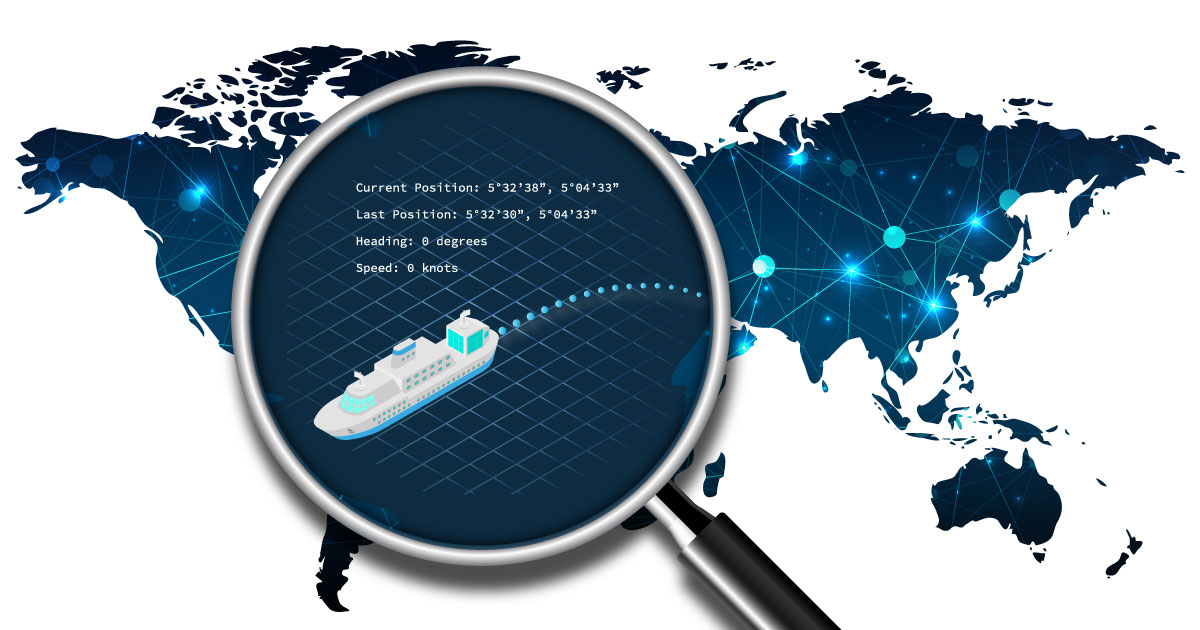 Current Position: 5°32’38”, 5°04’33”
Last Position: 5°32’30”, 5°04’33”
Heading: 0 degrees
Speed: 0 knots